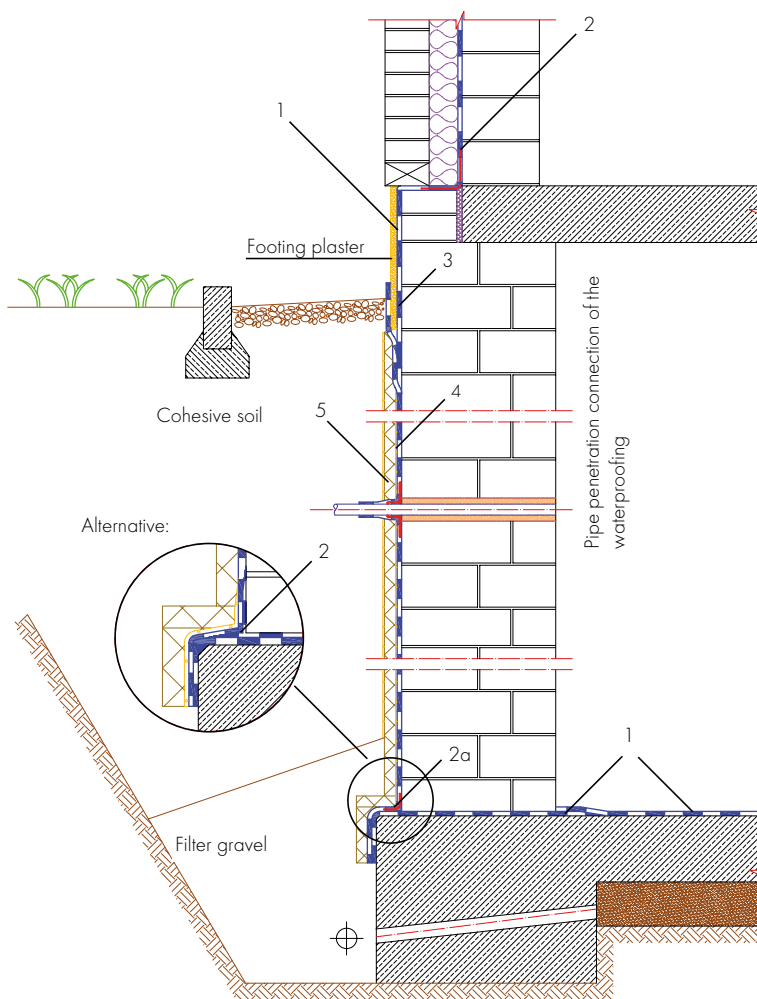 2
1
Footing plaster
3
Cohesive soil
4
5
Pipe penetration connection of the
waterproofing
Alternative:
2
1
2a
Filter gravel